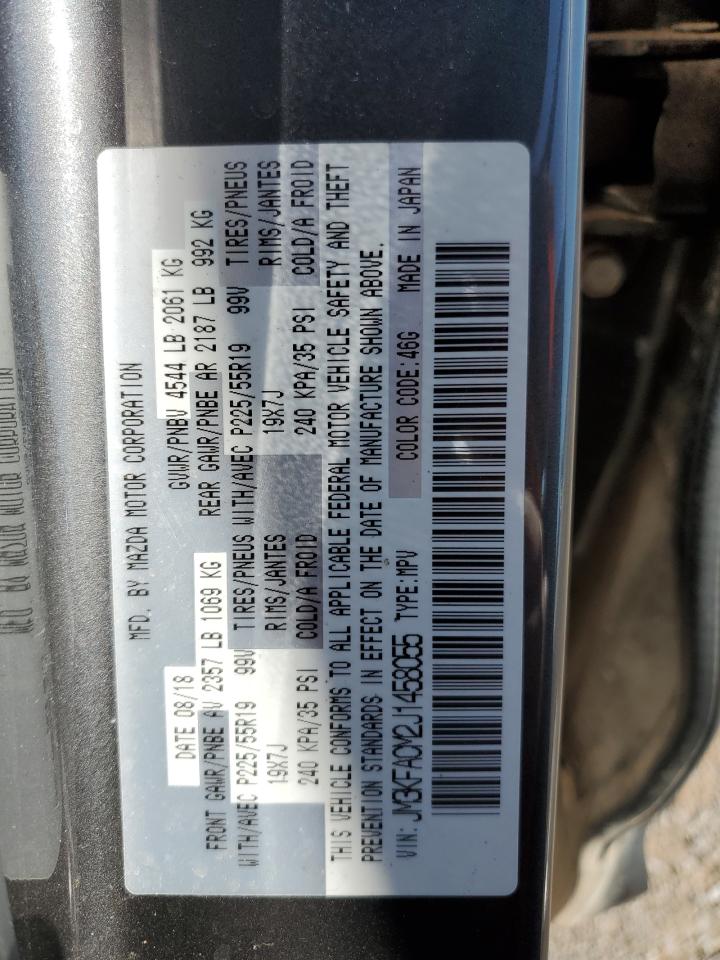 MFD. BY MAZDA MOTOR CORPORATION
DATE 08/18 GVWR/PNBV 4544 LB 2061 KG
FRONT GAWR/PNBE AV 2357 LB 1069 KG REAR GAWR/PNBE AR 2187 LB 992 KG
WITH/AVEC P225/55R19 99V TIRES/PNEUS WITH/AVEC P225/55R19 99V TIRES/PNEUS
19X7J RIMS/JANTES 19X7J RIMS/JANTES
240 KPA/35 PSI COLD/A FROID 240 KPA/35 PSI COLD/A FROID
THIS VEHICLE CONFORMS TO ALL APPLICABLE FEDERAL MOTOR VEHICLE SAFETY AND THEFT
PREVENTION STANDARDS IN EFFECT ON THE DATE OF MANUFACTURE SHOWN ABOVE.
VIN: JM3KFACM2J1458055 TYPE:MPV COLOR CODE:46G MADE IN JAPAN